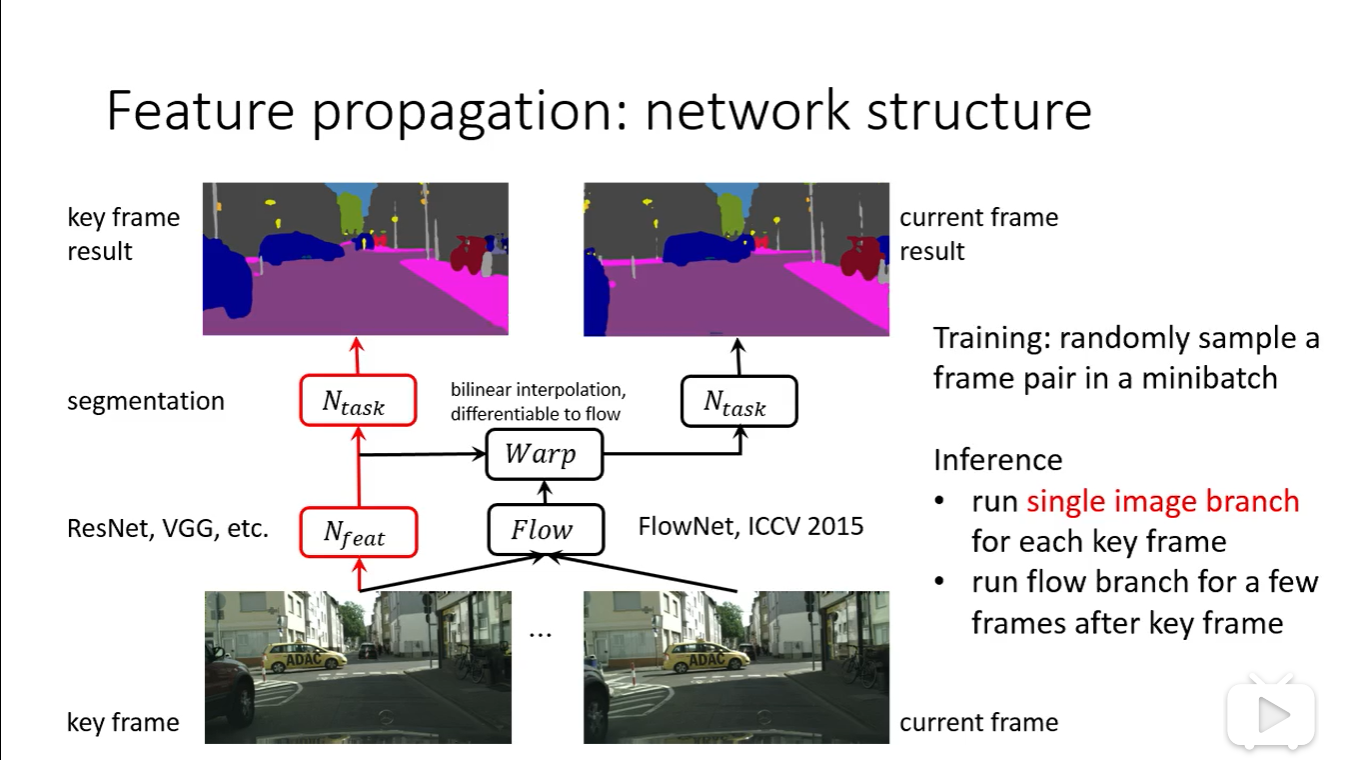 Feature propagation: network structure
key frame
result
current frame
result
Training: randomly sample a
frame pair in a minibatch
segmentation
N_task
bilinear interpolation,
differentiable to flow
N_task
Warp
Inference
• run single image branch
for each key frame
• run flow branch for a few
frames after key frame
ResNet, VGG, etc.
N_feat
Flow
FlowNet, ICCV 2015
ADAC
...
ADAC
key frame
current frame